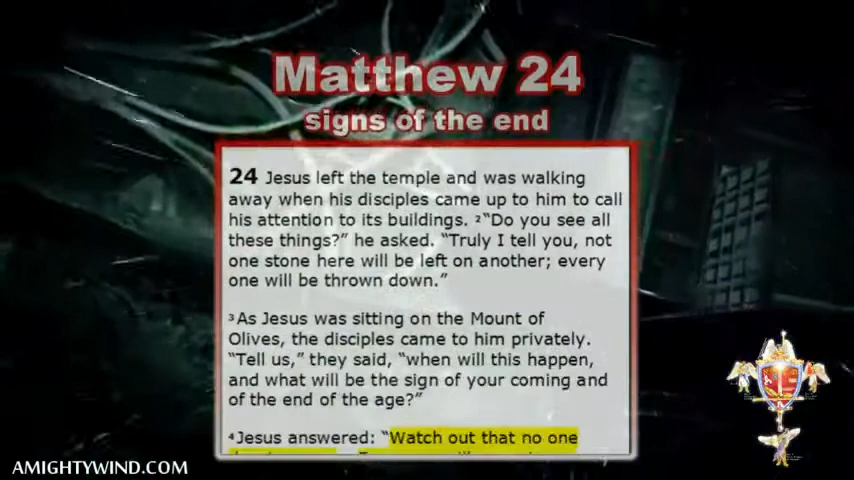 Matthew 24
signs of the end
24 Jesus left the temple and was walking
away when his disciples came up to him to call
his attention to its buildings. ²“Do you see all
these things?” he asked. “Truly I tell you, not
one stone here will be left on another; every
one will be thrown down.”
³As Jesus was sitting on the Mount of
Olives, the disciples came to him privately.
“Tell us,” they said, “when will this happen,
and what will be the sign of your coming and
of the end of the age?”
⁴Jesus answered: “Watch out that no one
AMIGHTYWIND.COM